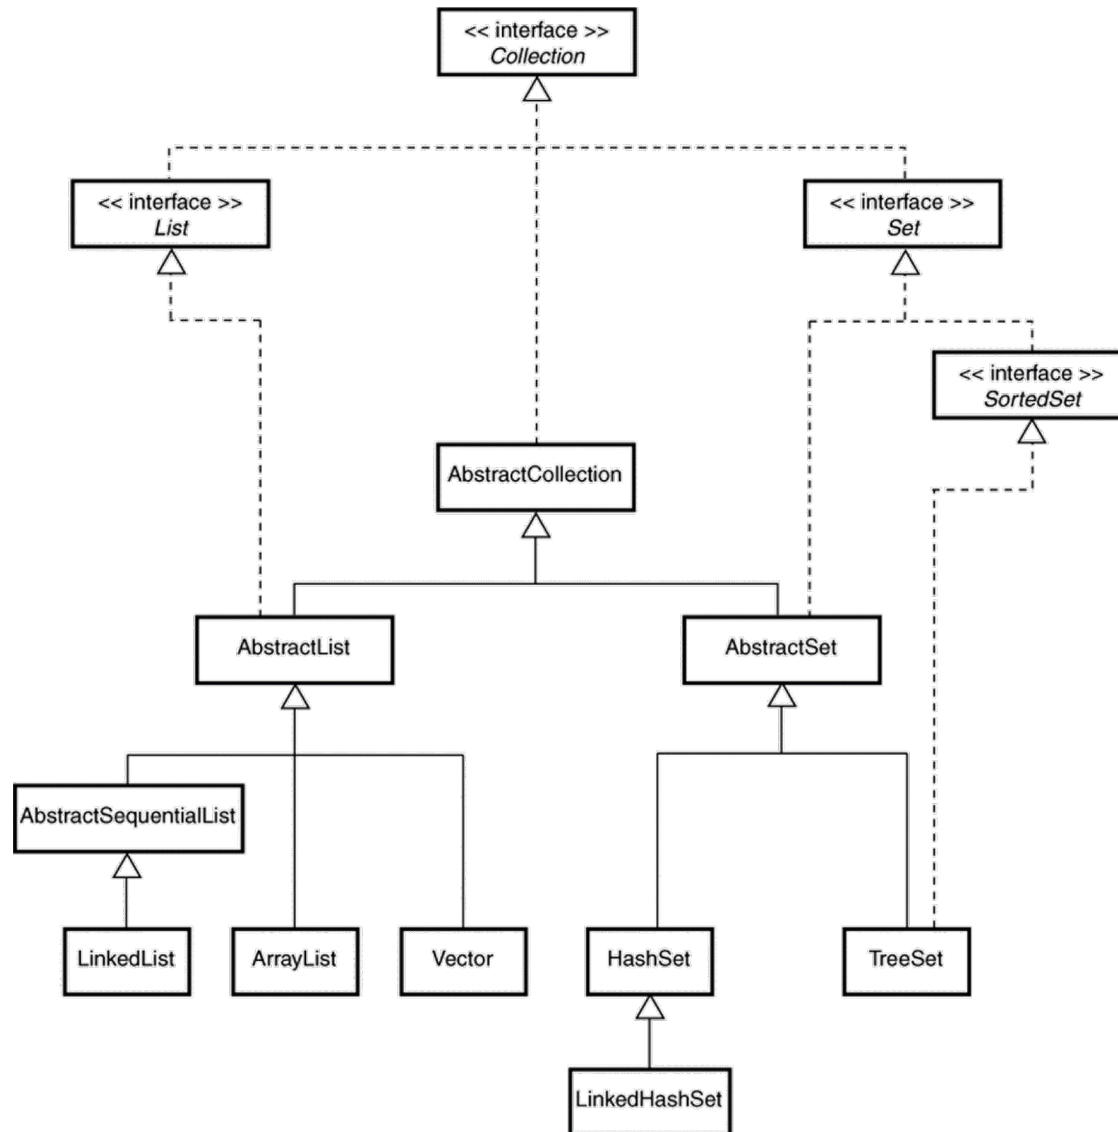 << interface >>
Collection
<< interface >>
List
<< interface >>
Set
<< interface >>
SortedSet
AbstractCollection
AbstractList
AbstractSet
AbstractSequentialList
LinkedList
ArrayList
Vector
HashSet
TreeSet
LinkedHashSet